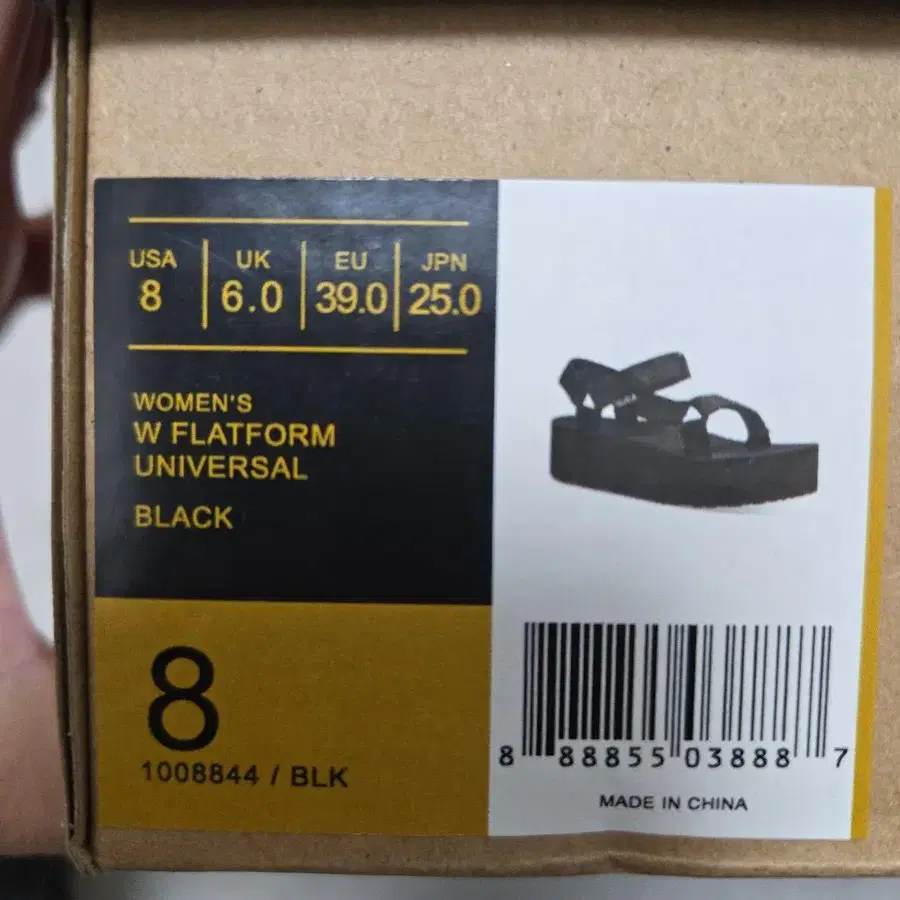 USA UK EU JPN
8 6.0 39.0 25.0
WOMEN'S
W FLATFORM
UNIVERSAL
BLACK
8
1008844 / BLK
8 88855 03888 7
MADE IN CHINA